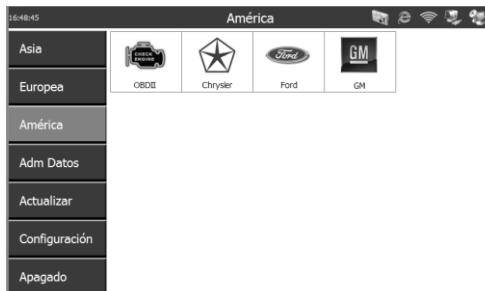 16:48:45
América
Asia
Europea
América
Adm Datos
Actualizar
Configuración
Apagado
CHECK
ENGINE
OBDII
Chrysler
Ford
Ford
GM
GM